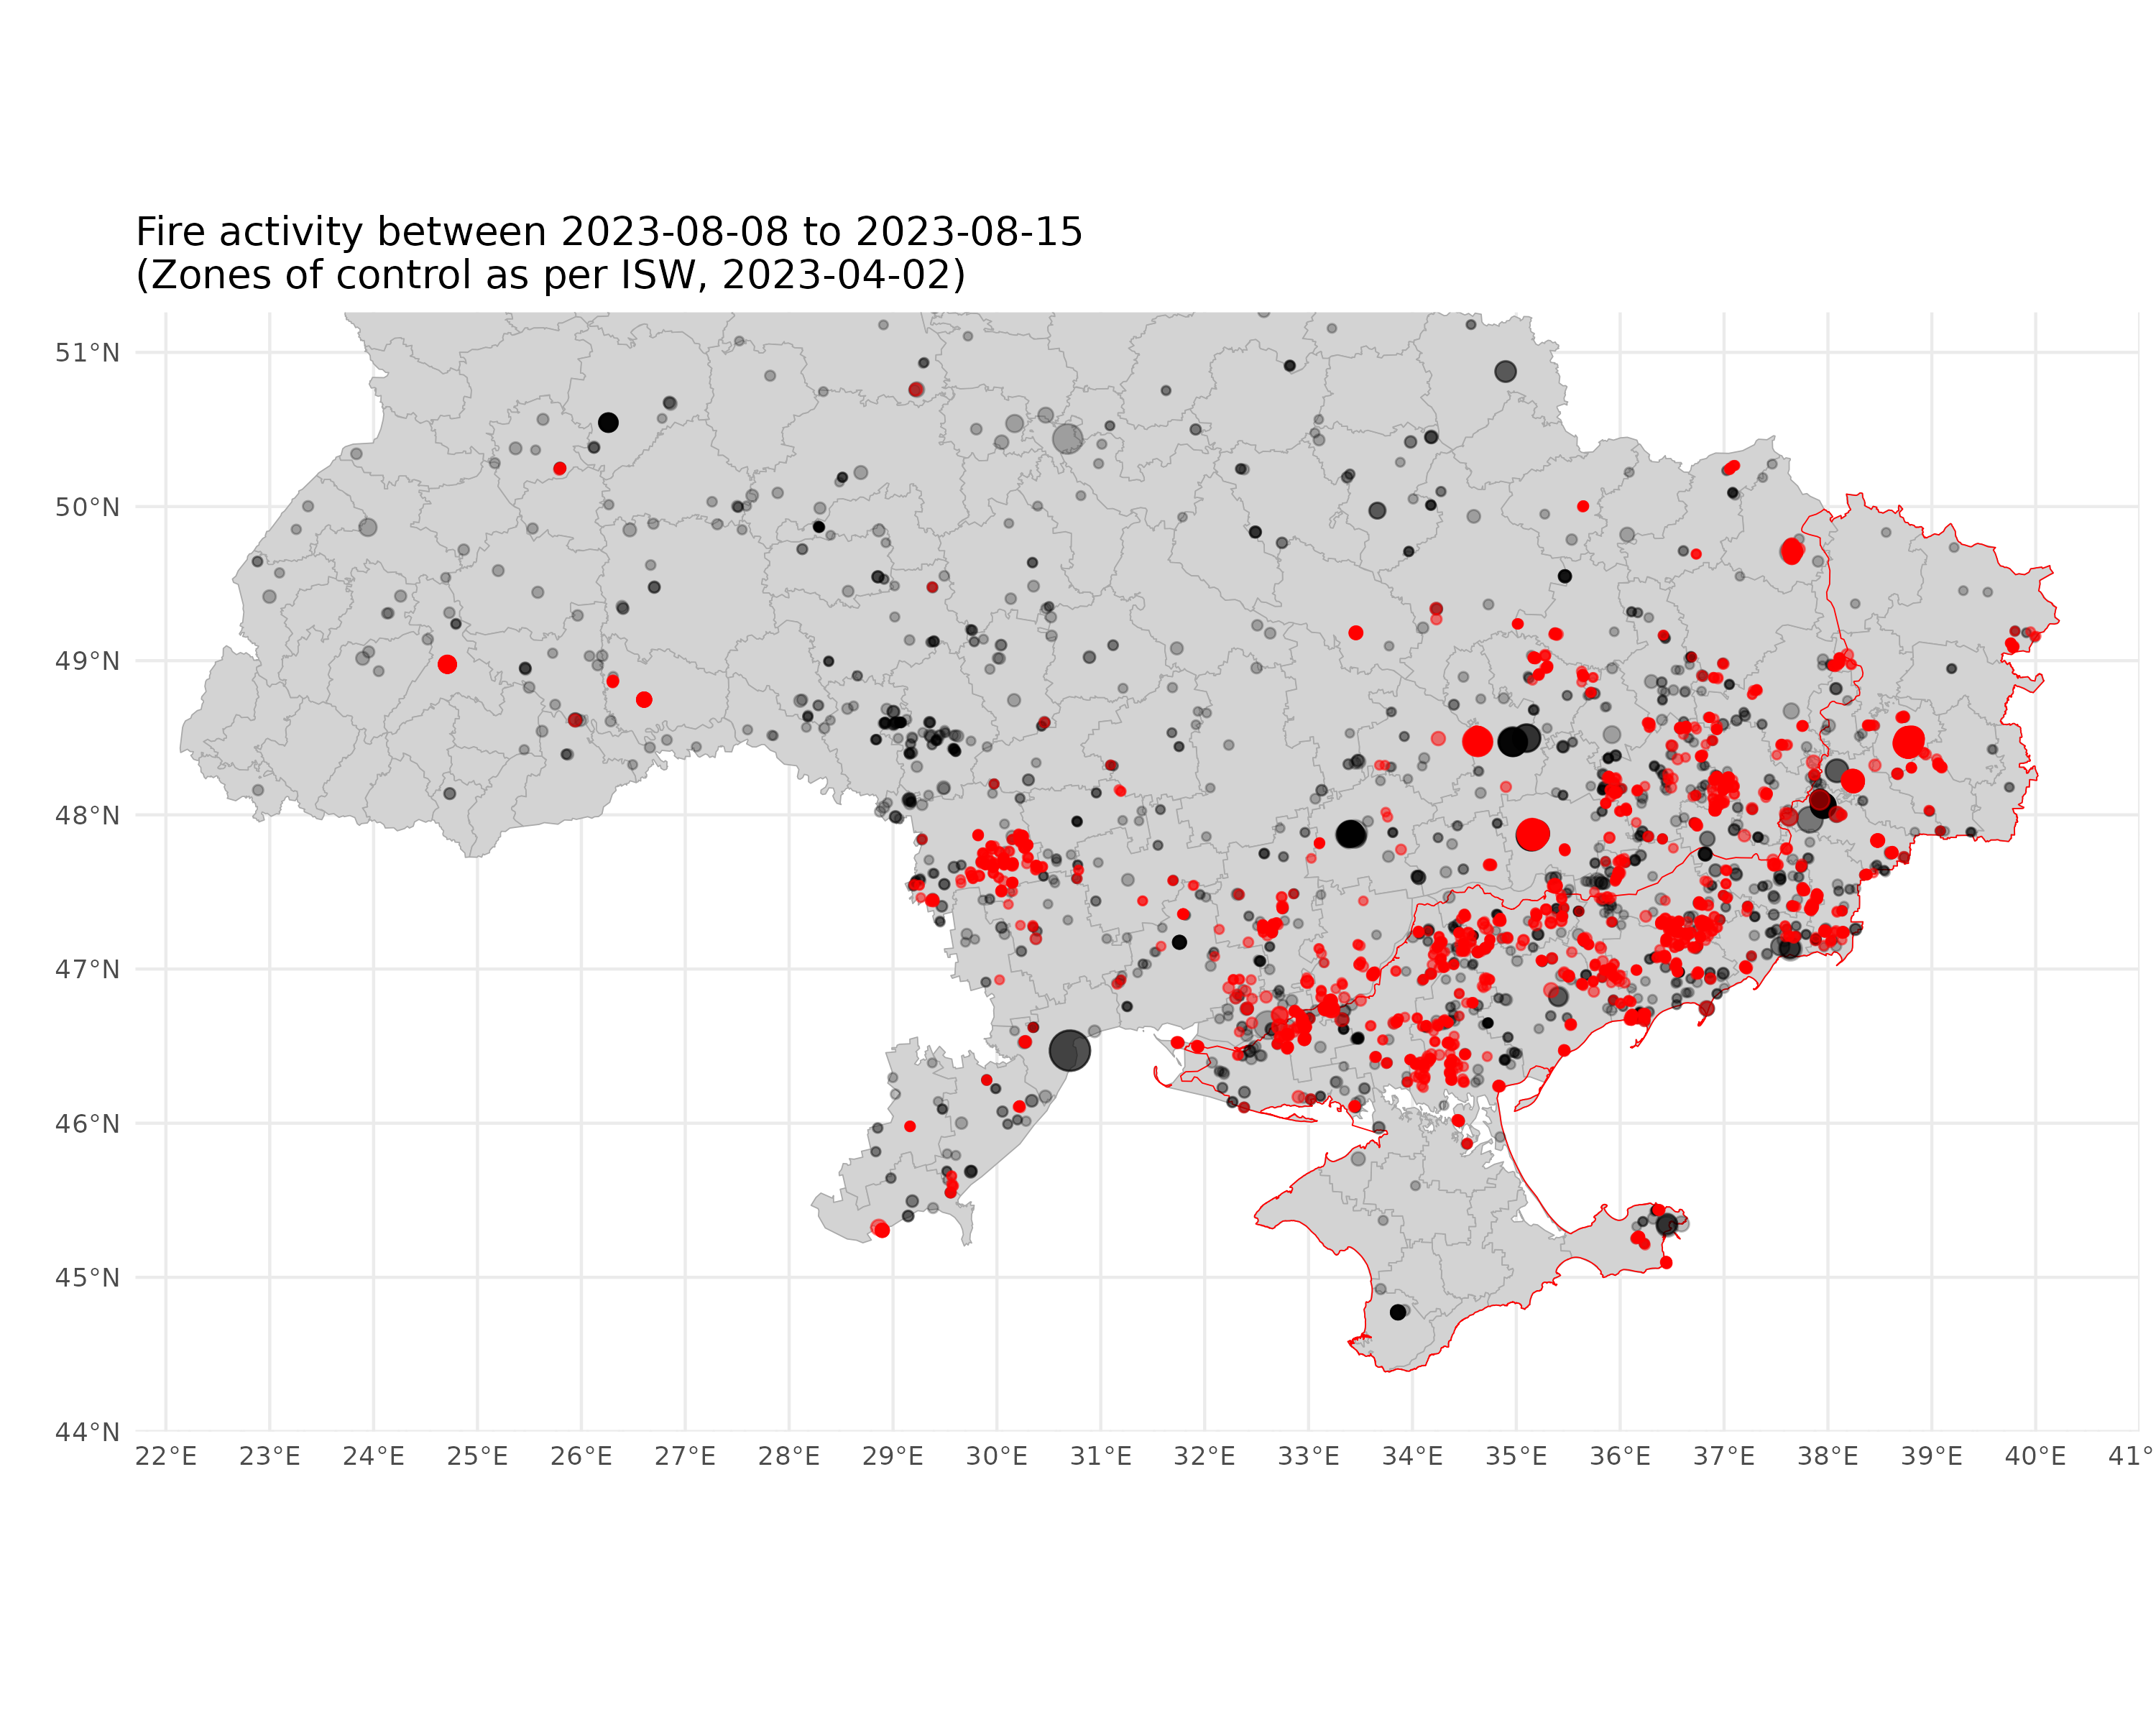 Fire activity between 2023-08-08 to 2023-08-15
(Zones of control as per ISW, 2023-04-02)
51°N
50°N
49°N
48°N
47°N
46°N
45°N
44°N
22°E 23°E 24°E 25°E 26°E 27°E 28°E 29°E 30°E 31°E 32°E 33°E 34°E 35°E 36°E 37°E 38°E 39°E 40°E 41°